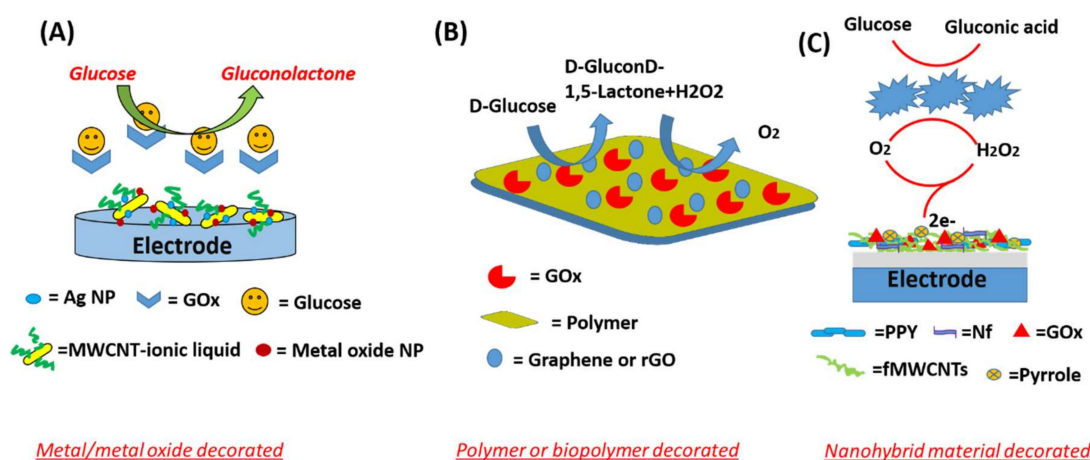 (A)
Glucose Gluconolactone
Electrode
= Ag NP = GOx = Glucose
=MWCNT-ionic liquid = Metal oxide NP
Metal/metal oxide decorated
(B)
D-Glucose
D-GluconD-
1,5-Lactone+H2O2
O2
= GOx
= Polymer
= Graphene or rGO
Polymer or biopolymer decorated
(C)
Glucose Gluconic acid
O2 H2O2
2e-
Electrode
=PPY =Nf =GOx
=fMWCNTs =Pyrrole
Nanohybrid material decorated